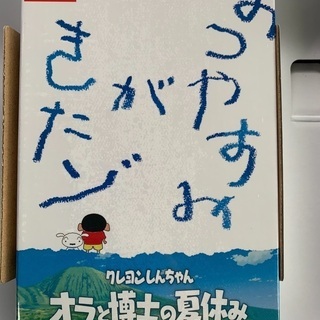 なつやすみ
が
きたゾ
クレヨンしんちゃん
オラと博士の夏休み